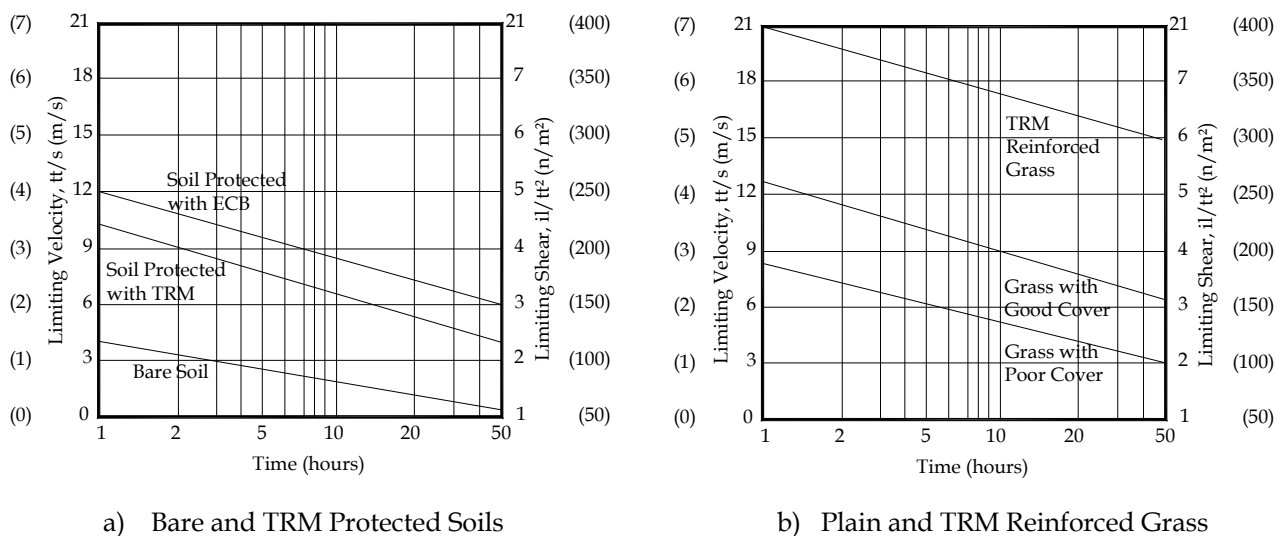 (7) 21 21 (400)
(6) 18 7 (350)
(5) 15 6 (300)
(4) 12 5 (250)
(3) 9 4 (200)
(2) 6 3 (150)
(1) 3 2 (100)
(0) 0 1 (50)
Limiting Velocity, tt/s (m/s)
Soil Protected
with ECB
Soil Protected
with TRM
Bare Soil
Limiting Shear, il/tt² (n/m²)
1 2 5 10 20 50
Time (hours)
a) Bare and TRM Protected Soils
(7) 21 21 (400)
(6) 18 7 (350)
(5) 15 6 (300)
(4) 12 5 (250)
(3) 9 4 (200)
(2) 6 3 (150)
(1) 3 2 (100)
(0) 0 1 (50)
Limiting Velocity, tt/s (m/s)
TRM
Reinforced
Grass
Grass with
Good Cover
Grass with
Poor Cover
Limiting Shear, il/tt² (n/m²)
1 2 5 10 20 50
Time (hours)
b) Plain and TRM Reinforced Grass